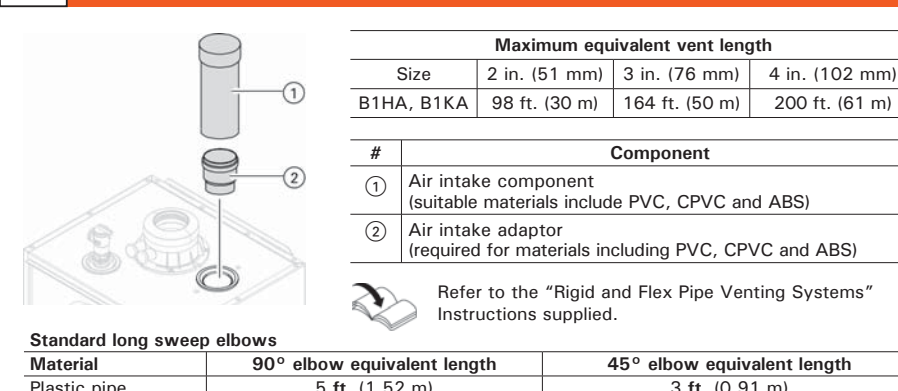 Maximum equivalent vent length
Size 2 in. (51 mm) 3 in. (76 mm) 4 in. (102 mm)
B1HA, B1KA 98 ft. (30 m) 164 ft. (50 m) 200 ft. (61 m)
1
2
# Component
1 Air intake component
(suitable materials include PVC, CPVC and ABS)
2 Air intake adaptor
(required for materials including PVC, CPVC and ABS)
Refer to the “Rigid and Flex Pipe Venting Systems”
Instructions supplied.
Standard long sweep elbows
Material 90° elbow equivalent length 45° elbow equivalent length
Plastic pipe 5 ft. (1.52 m) 3 ft. (0.91 m)